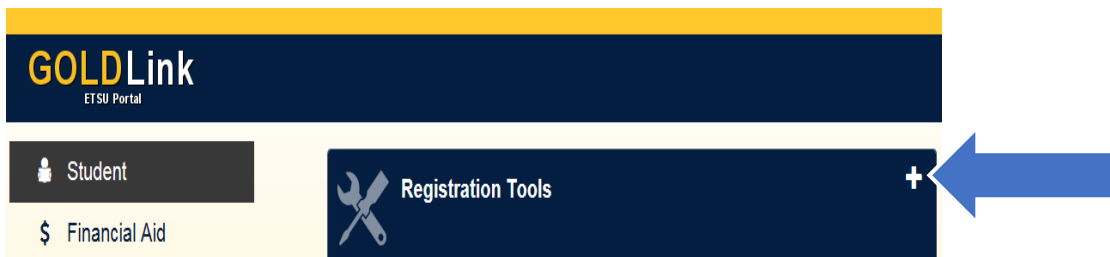 GOLDLink
ETSU Portal
Student
Registration Tools
+
$ Financial Aid